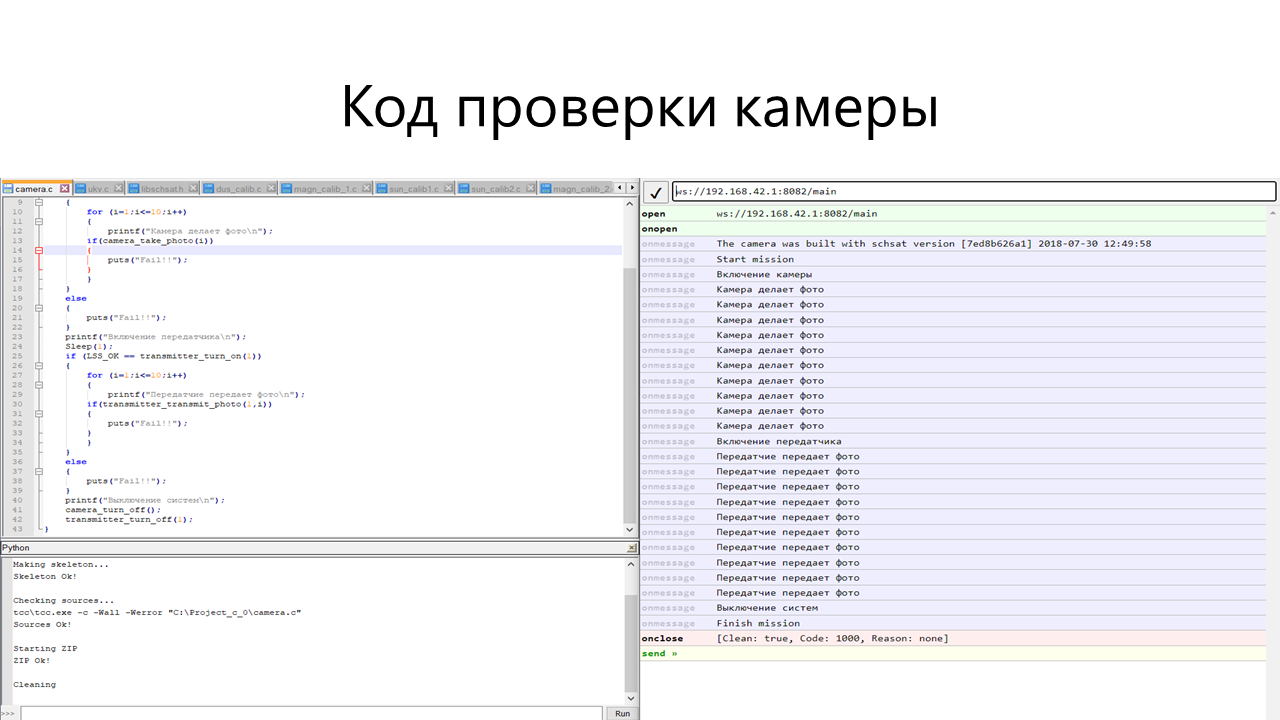 Код проверки камеры
camera.c ukv.c libschsat.h dus_calib.c magn_calib_1.c sun_calib1.c sun_calib2.c magn_calib_2.
9 {
10 for (i=1;i<=10;i++)
11 {
12 printf("Камера делает фото\n");
13 if(camera_take_photo(i))
14 {
15 puts("Fail!!");
16 }
17 }
18 }
19 else
20 {
21 puts("Fail!!");
22 }
23 printf("Включение передатчика\n");
24 Sleep(1);
25 if (LSS_OK == transmitter_turn_on(1))
26 {
27 for (i=1;i<=10;i++)
28 {
29 printf("Передатчие передает фото\n");
30 if(transmitter_transmit_photo(1,i))
31 {
32 puts("Fail!!");
33 }
34 }
35 }
36 else
37 {
38 puts("Fail!!");
39 }
40 printf("Выключение систем\n");
41 camera_turn_off();
42 transmitter_turn_off(1);
43 }
Python
Making skeleton...
Skeleton Ok!
Checking sources...
tcc\tcc.exe -c -Wall -Werror "C:\Project_c_0\camera.c"
Sources Ok!
Starting ZIP
ZIP Ok!
Cleaning
>>> Run
ws://192.168.42.1:8082/main
open ws://192.168.42.1:8082/main
onopen
onmessage The camera was built with schsat version [7ed8b626a1] 2018-07-30 12:49:58
onmessage Start mission
onmessage Включение камеры
onmessage Камера делает фото
onmessage Камера делает фото
onmessage Камера делает фото
onmessage Камера делает фото
onmessage Камера делает фото
onmessage Камера делает фото
onmessage Камера делает фото
onmessage Камера делает фото
onmessage Камера делает фото
onmessage Камера делает фото
onmessage Включение передатчика
onmessage Передатчие передает фото
onmessage Передатчие передает фото
onmessage Передатчие передает фото
onmessage Передатчие передает фото
onmessage Передатчие передает фото
onmessage Передатчие передает фото
onmessage Передатчие передает фото
onmessage Передатчие передает фото
onmessage Передатчие передает фото
onmessage Передатчие передает фото
onmessage Выключение систем
onmessage Finish mission
onclose [Clean: true, Code: 1000, Reason: none]
send »